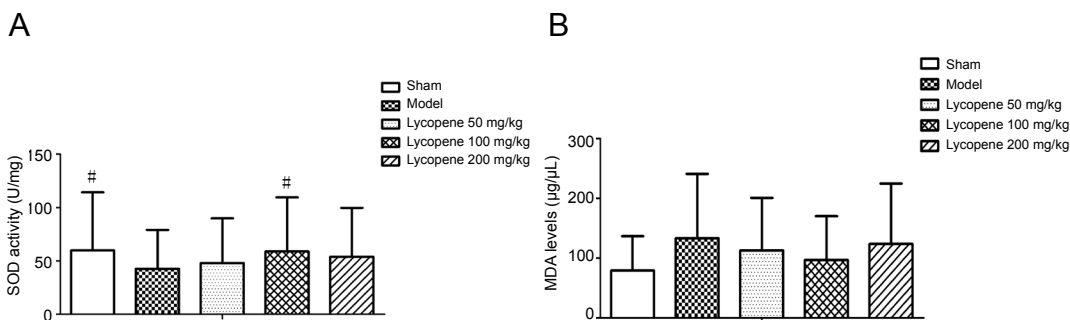 A
Sham
Model
Lycopene 50 mg/kg
Lycopene 100 mg/kg
Lycopene 200 mg/kg
SOD activity (U/mg)
150
100
50
0
#
#
B
Sham
Model
Lycopene 50 mg/kg
Lycopene 100 mg/kg
Lycopene 200 mg/kg
MDA levels (µg/µL)
300
200
100
0